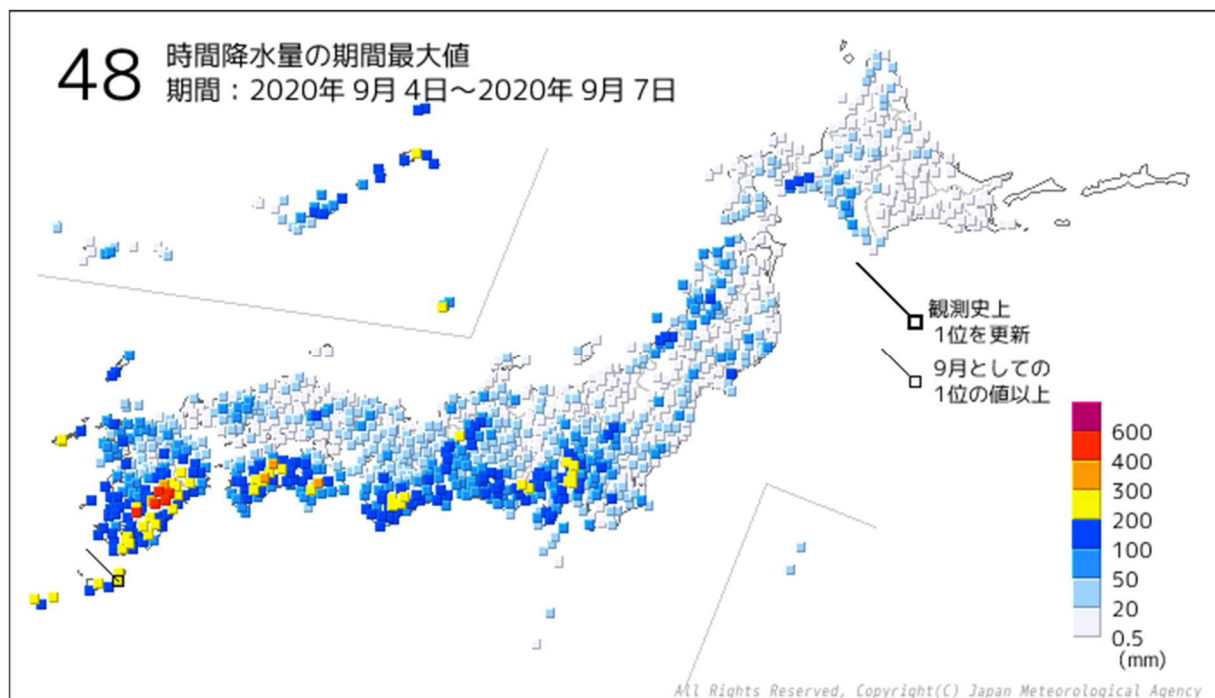 48
時間降水量の期間最大値
期間：2020年 9月 4日～2020年 9月 7日
観測史上
1位を更新
9月としての
1位の値以上
600
400
300
200
100
50
20
0.5
(mm)
All Rights Reserved, Copyright(C) Japan Meteorological Agency